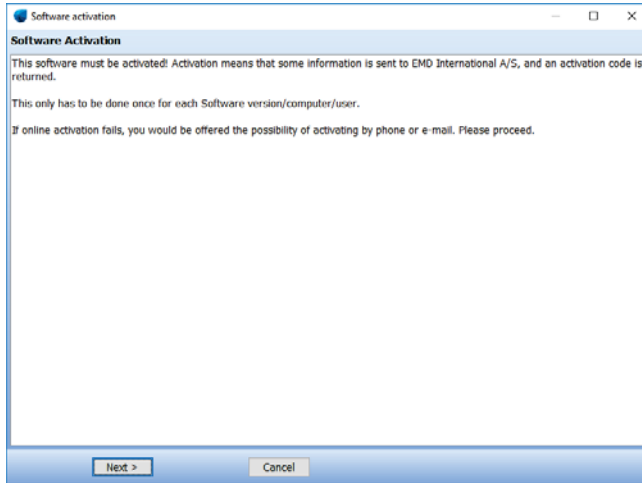 Software activation
Software Activation
This software must be activated! Activation means that some information is sent to EMD International A/S, and an activation code is
returned.
This only has to be done once for each Software version/computer/user.
If online activation fails, you would be offered the possibility of activating by phone or e-mail. Please proceed.
Next >
Cancel